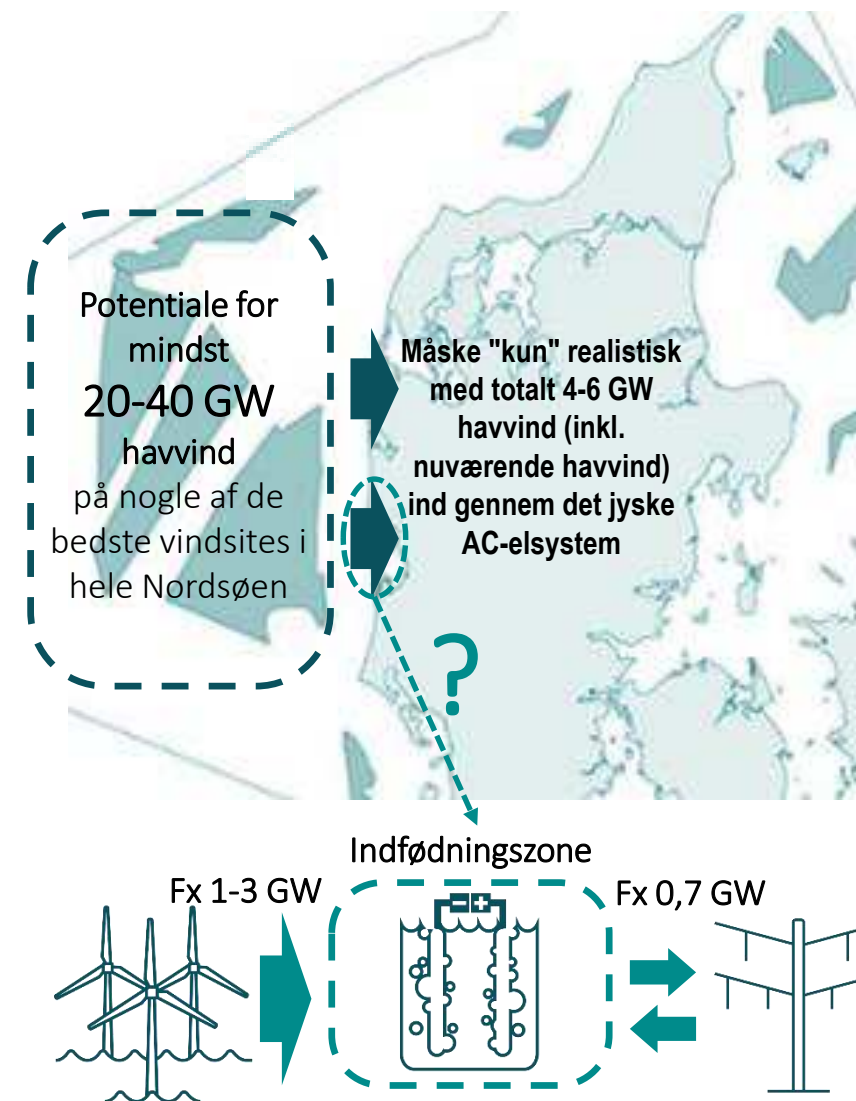 Potentiale for
mindst
20-40 GW
havvind
på nogle af de
bedste vindsites i
hele Nordsøen
Måske "kun" realistisk
med totalt 4-6 GW
havvind (inkl.
nuværende havvind)
ind gennem det jyske
AC-elsystem
?
Indfødningszone
Fx 1-3 GW
Fx 0,7 GW